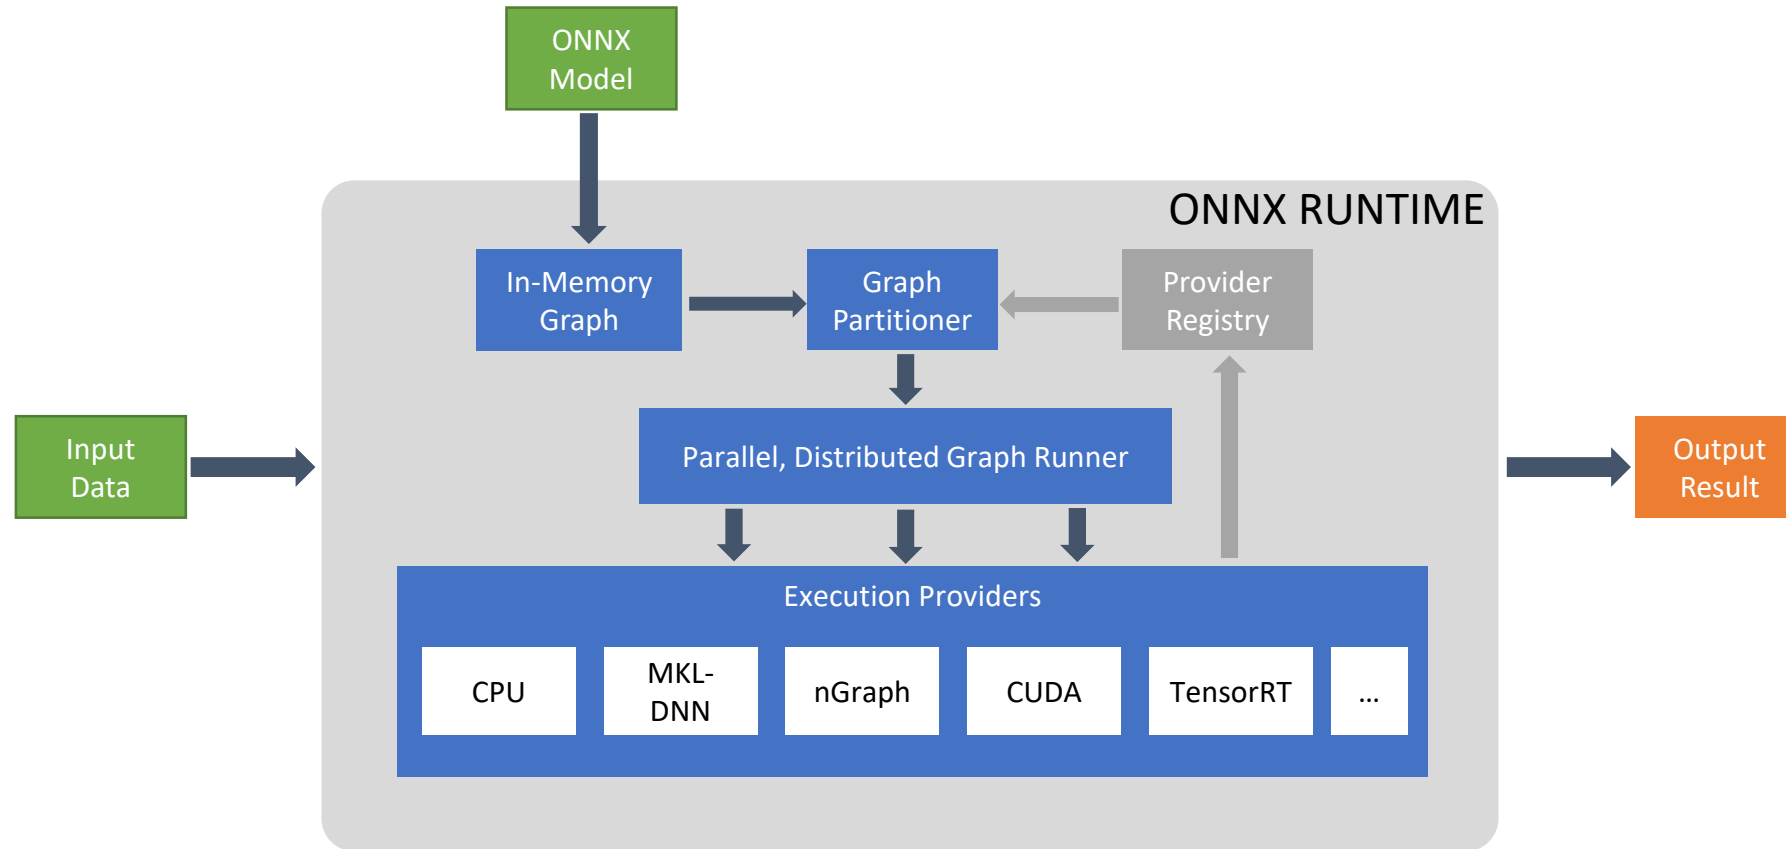 ONNX
Model
ONNX RUNTIME
In-Memory
Graph
Graph
Partitioner
Provider
Registry
Input
Data
Parallel, Distributed Graph Runner
Output
Result
Execution Providers
CPU
MKL-
DNN
nGraph
CUDA
TensorRT
...